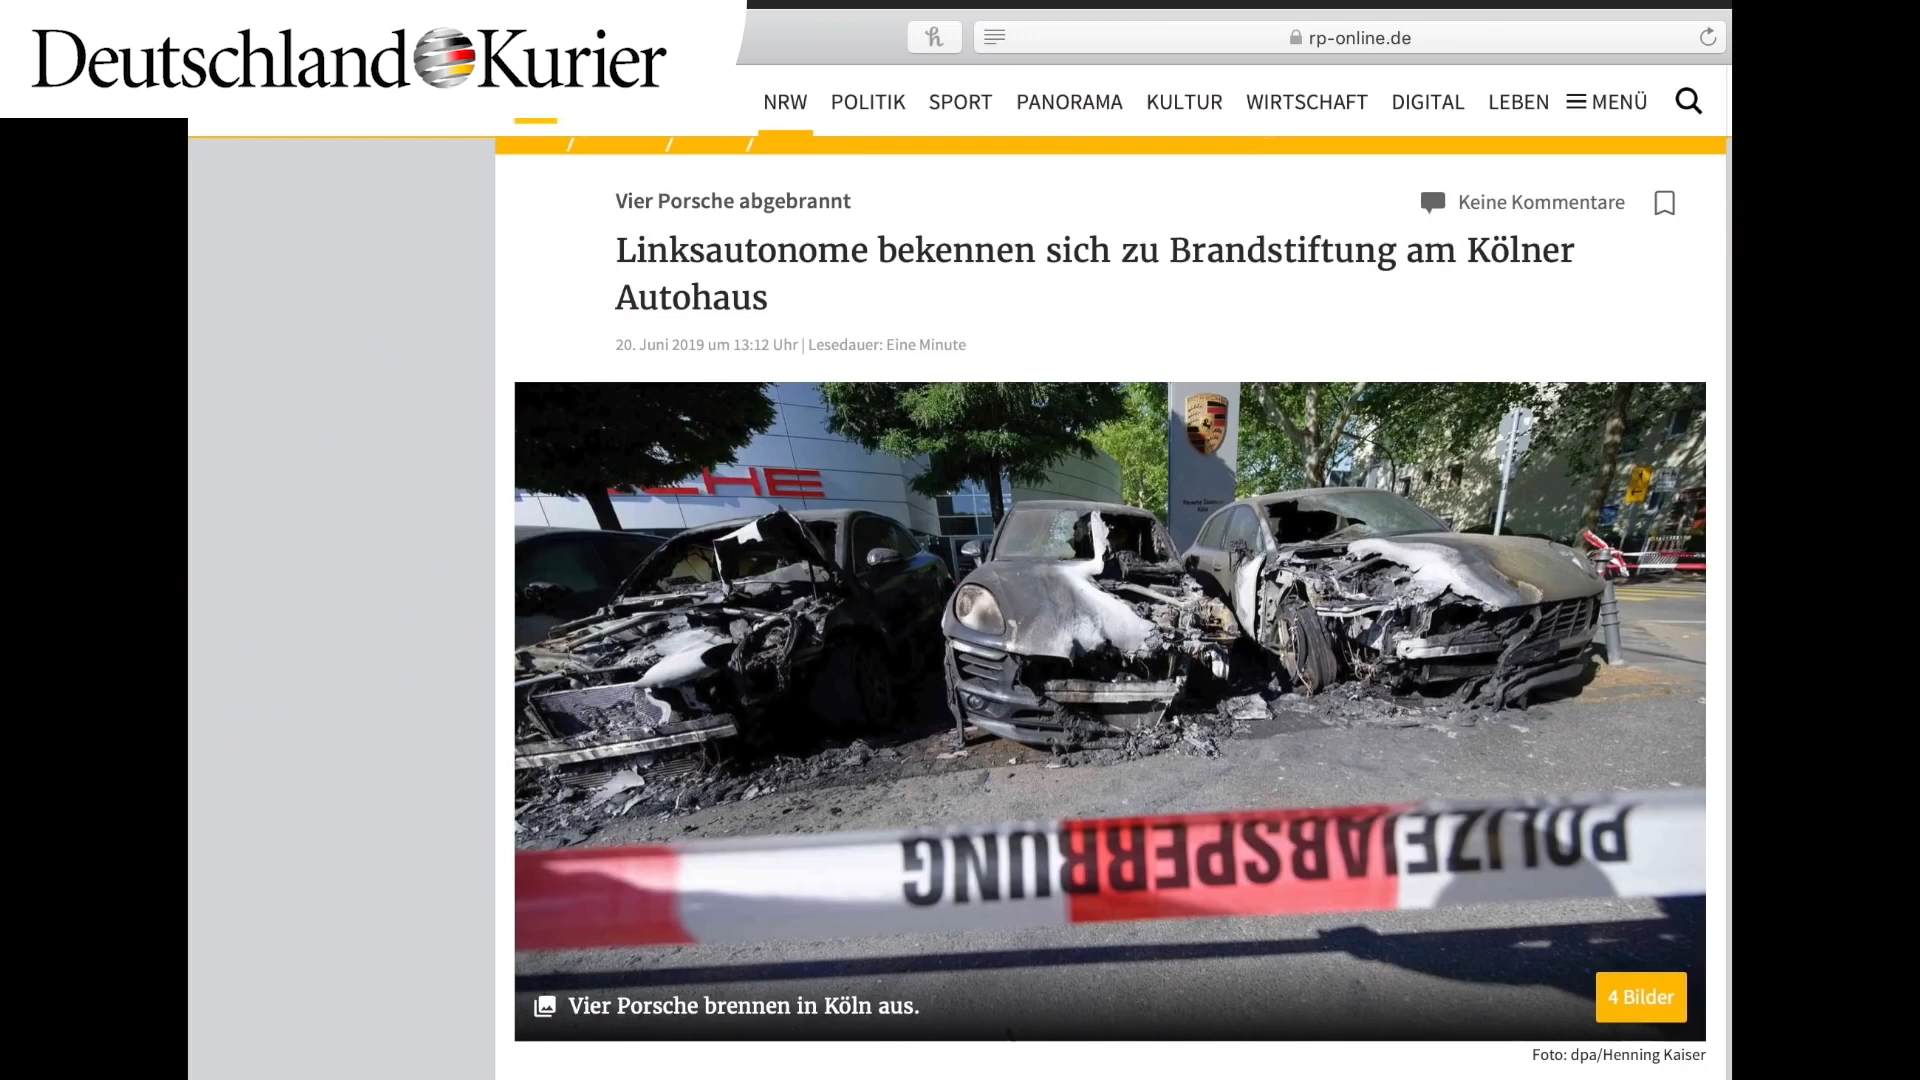 Deutschland Kurier
rp-online.de
NRW POLITIK SPORT PANORAMA KULTUR WIRTSCHAFT DIGITAL LEBEN MENÜ
Vier Porsche abgebrannt
Keine Kommentare
Linksautonome bekennen sich zu Brandstiftung am Kölner
Autohaus
20. Juni 2019 um 13:12 Uhr | Lesedauer: Eine Minute
CHE
POLIZEIABSPERRUNG
Vier Porsche brennen in Köln aus.
4 Bilder
Foto: dpa/Henning Kaiser